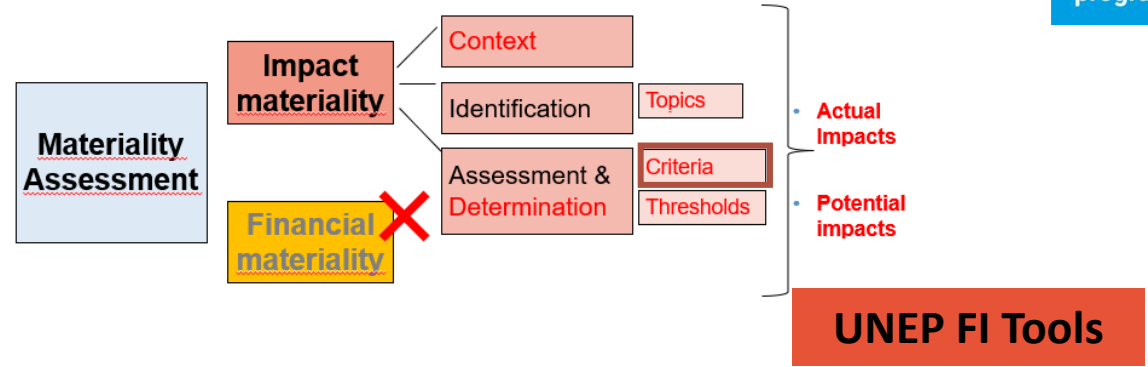 Materiality
Assessment
Impact
materiality
Financial
materiality
Context
Identification
Topics
Assessment &
Determination
Criteria
Thresholds
• Actual
Impacts
• Potential
impacts
UNEP FI Tools